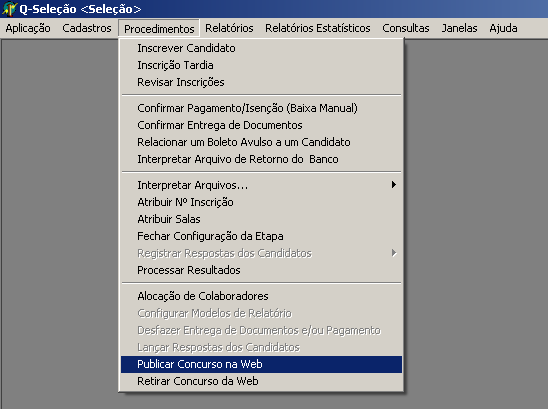 Q-Seleção <Seleção>
Aplicação Cadastros Procedimentos Relatórios Relatórios Estatísticos Consultas Janelas Ajuda
Inscrever Candidato
Inscrição Tardia
Revisar Inscrições
Confirmar Pagamento/Isenção (Baixa Manual)
Confirmar Entrega de Documentos
Relacionar um Boleto Avulso a um Candidato
Interpretar Arquivo de Retorno do Banco
Interpretar Arquivos...
Atribuir Nº Inscrição
Atribuir Salas
Fechar Configuração da Etapa
Registrar Respostas dos Candidatos
Processar Resultados
Alocação de Colaboradores
Configurar Modelos de Relatório
Desfazer Entrega de Documentos e/ou Pagamento
Lançar Respostas dos Candidatos
Publicar Concurso na Web
Retirar Concurso da Web